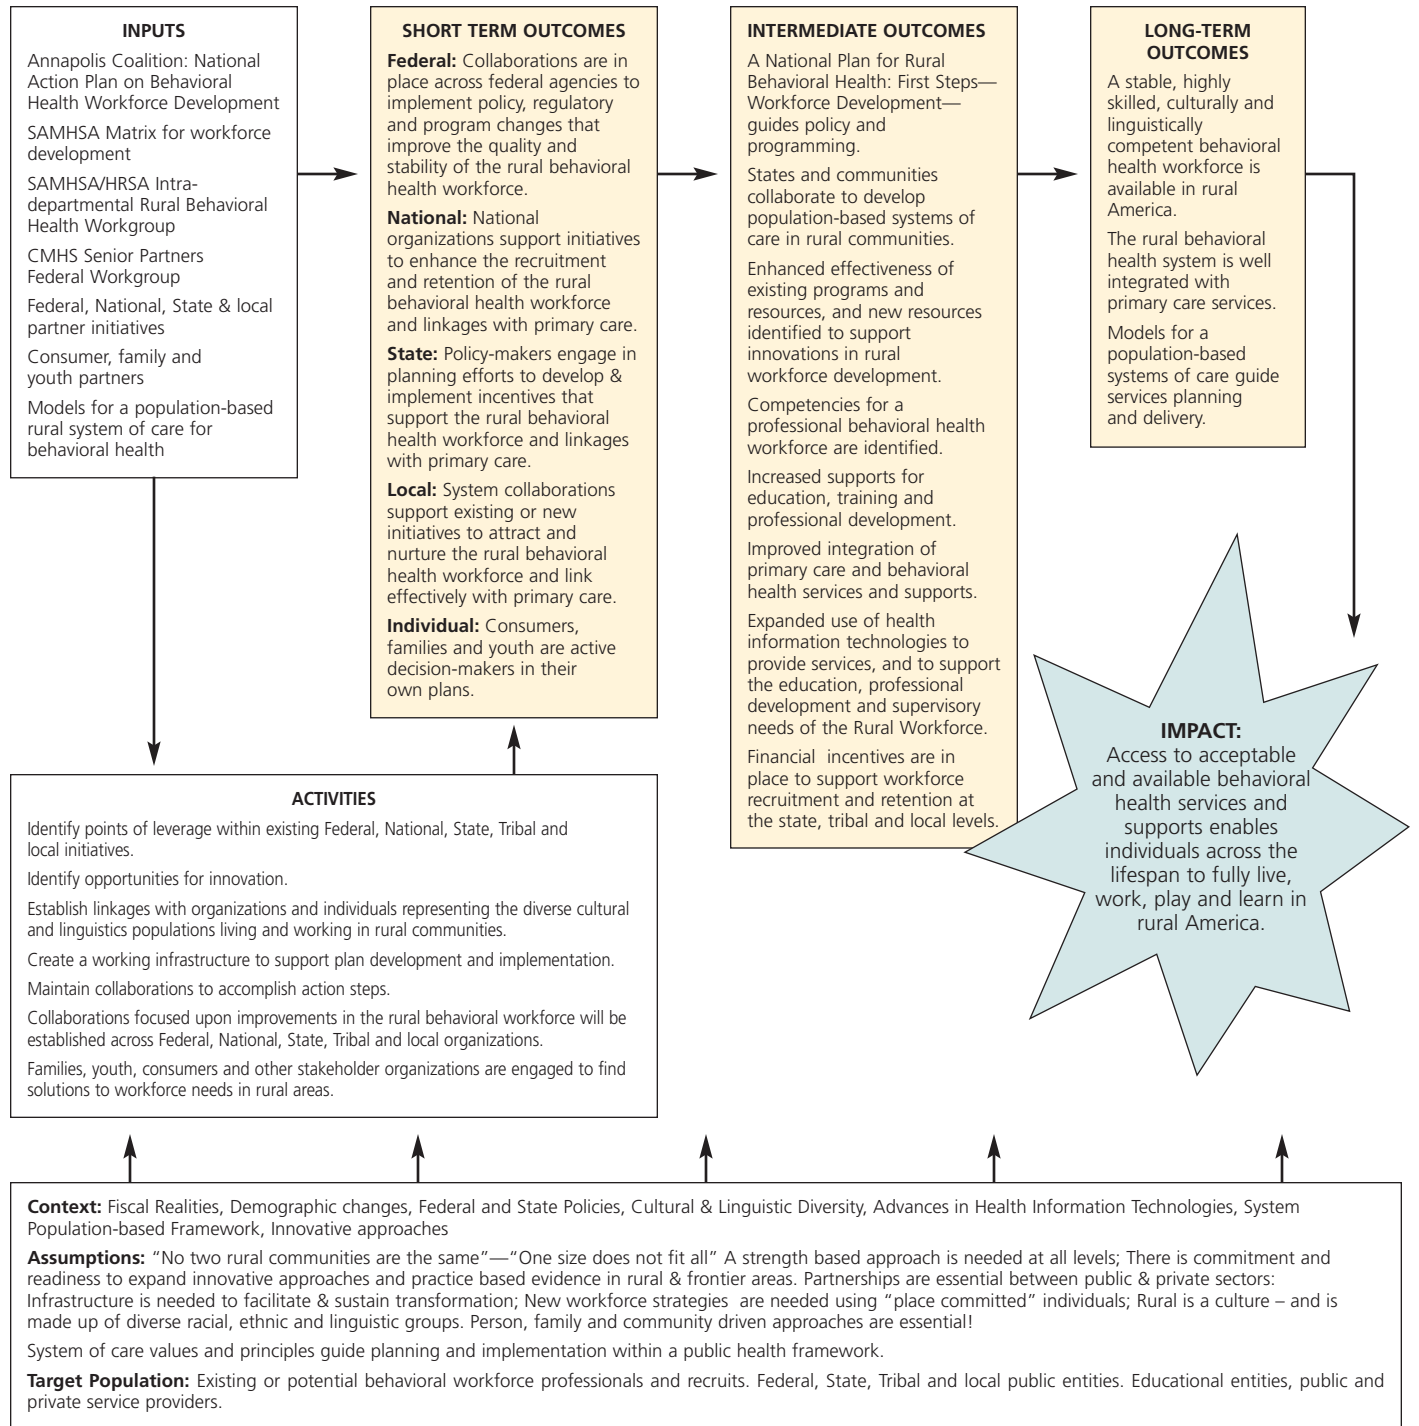 INPUTS
Annapolis Coalition: National
Action Plan on Behavioral
Health Workforce Development
SAMHSA Matrix for workforce
development
SAMHSA/HRSA Intra-
departmental Rural Behavioral
Health Workgroup
CMHS Senior Partners
Federal Workgroup
Federal, National, State & local
partner initiatives
Consumer, family and
youth partners
Models for a population-based
rural system of care for
behavioral health
SHORT TERM OUTCOMES
Federal: Collaborations are in
place across federal agencies to
implement policy, regulatory
and program changes that
improve the quality and
stability of the rural behavioral
health workforce.
National: National
organizations support initiatives
to enhance the recruitment
and retention of the rural
behavioral health workforce
and linkages with primary care.
State: Policy-makers engage in
planning efforts to develop &
implement incentives that
support the rural behavioral
health workforce and linkages
with primary care.
Local: System collaborations
support existing or new
initiatives to attract and
nurture the rural behavioral
health workforce and link
effectively with primary care.
Individual: Consumers,
families and youth are active
decision-makers in their
own plans.
INTERMEDIATE OUTCOMES
A National Plan for Rural
Behavioral Health: First Steps—
Workforce Development—
guides policy and
programming.
States and communities
collaborate to develop
population-based systems of
care in rural communities.
Enhanced effectiveness of
existing programs and
resources, and new resources
identified to support
innovations in rural
workforce development.
Competencies for a
professional behavioral health
workforce are identified.
Increased supports for
education, training and
professional development.
Improved integration of
primary care and behavioral
health services and supports.
Expanded use of health
information technologies to
provide services, and to support
the education, professional
development and supervisory
needs of the Rural Workforce.
Financial incentives are in
place to support workforce
recruitment and retention at
the state, tribal and local levels.
LONG-TERM
OUTCOMES
A stable, highly
skilled, culturally and
linguistically
competent behavioral
health workforce is
available in rural
America.
The rural behavioral
health system is well
integrated with
primary care services.
Models for a
population-based
systems of care guide
services planning
and delivery.
IMPACT:
Access to acceptable
and available behavioral
health services and
supports enables
individuals across the
lifespan to fully live,
work, play and learn in
rural America.
ACTIVITIES
Identify points of leverage within existing Federal, National, State, Tribal and
local initiatives.
Identify opportunities for innovation.
Establish linkages with organizations and individuals representing the diverse cultural
and linguistics populations living and working in rural communities.
Create a working infrastructure to support plan development and implementation.
Maintain collaborations to accomplish action steps.
Collaborations focused upon improvements in the rural behavioral workforce will be
established across Federal, National, State, Tribal and local organizations.
Families, youth, consumers and other stakeholder organizations are engaged to find
solutions to workforce needs in rural areas.
Context: Fiscal Realities, Demographic changes, Federal and State Policies, Cultural & Linguistic Diversity, Advances in Health Information Technologies, System
Population-based Framework, Innovative approaches
Assumptions: “No two rural communities are the same”—“One size does not fit all” A strength based approach is needed at all levels; There is commitment and
readiness to expand innovative approaches and practice based evidence in rural & frontier areas. Partnerships are essential between public & private sectors:
Infrastructure is needed to facilitate & sustain transformation; New workforce strategies are needed using “place committed” individuals; Rural is a culture – and is
made up of diverse racial, ethnic and linguistic groups. Person, family and community driven approaches are essential!
System of care values and principles guide planning and implementation within a public health framework.
Target Population: Existing or potential behavioral workforce professionals and recruits. Federal, State, Tribal and local public entities. Educational entities, public and
private service providers.